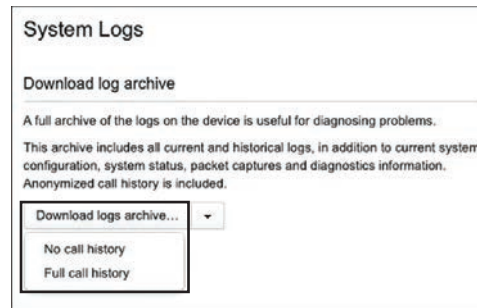 System Logs
Download log archive
A full archive of the logs on the device is useful for diagnosing problems.
This archive includes all current and historical logs, in addition to current system
configuration, system status, packet captures and diagnostics information.
Anonymized call history is included.
Download logs archive...
No call history
Full call history